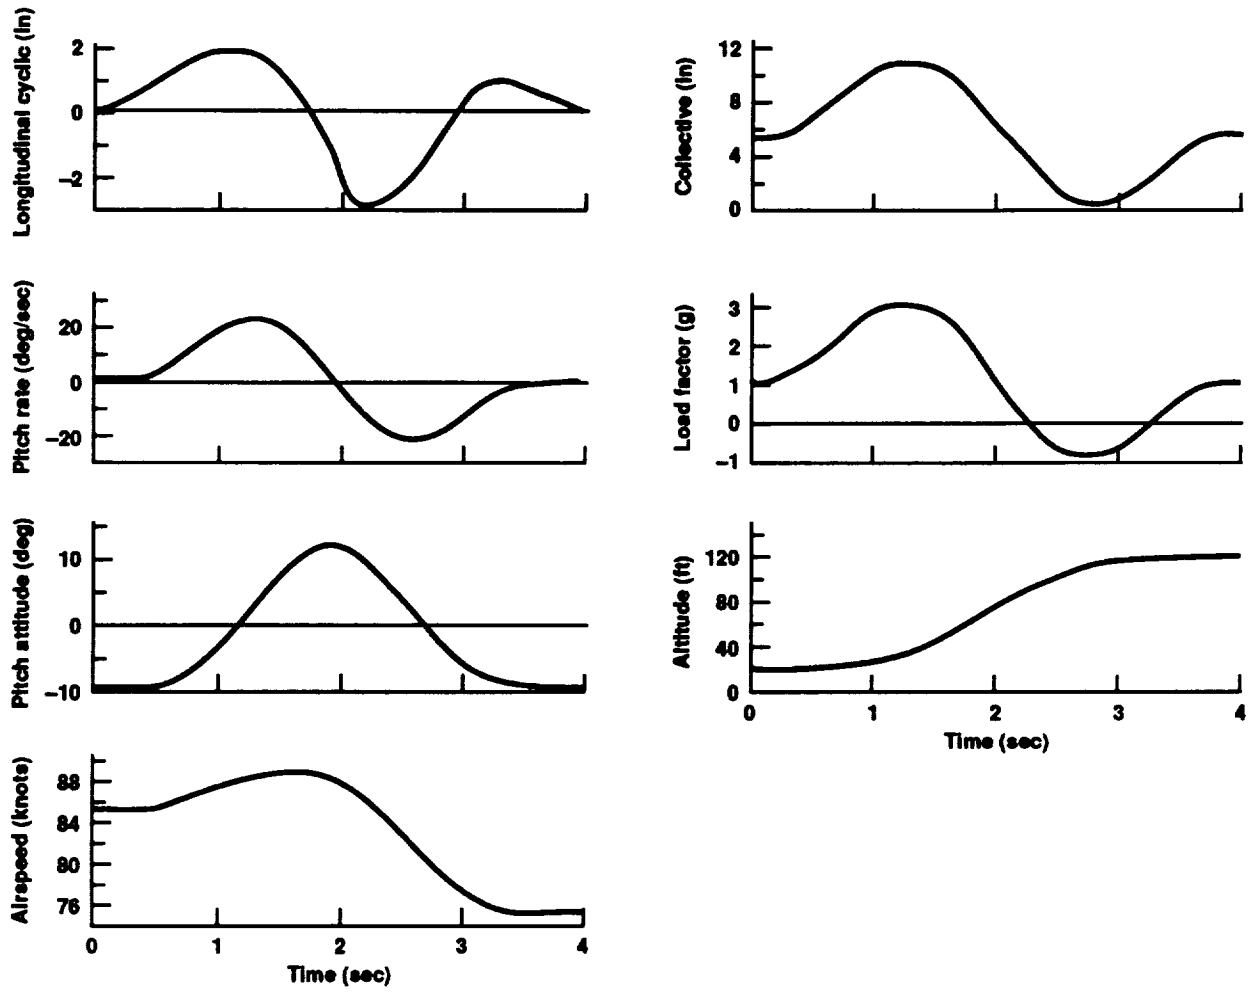 Longitudinal cyclic (in)
2
0
–2
Collective (in)
12
8
4
0
Pitch rate (deg/sec)
20
0
–20
Load factor (g)
3
2
1
0
–1
Pitch attitude (deg)
10
0
–10
Altitude (ft)
120
80
40
0
0 1 2 3 4
Time (sec)
Airspeed (knots)
88
84
80
76
0 1 2 3 4
Time (sec)